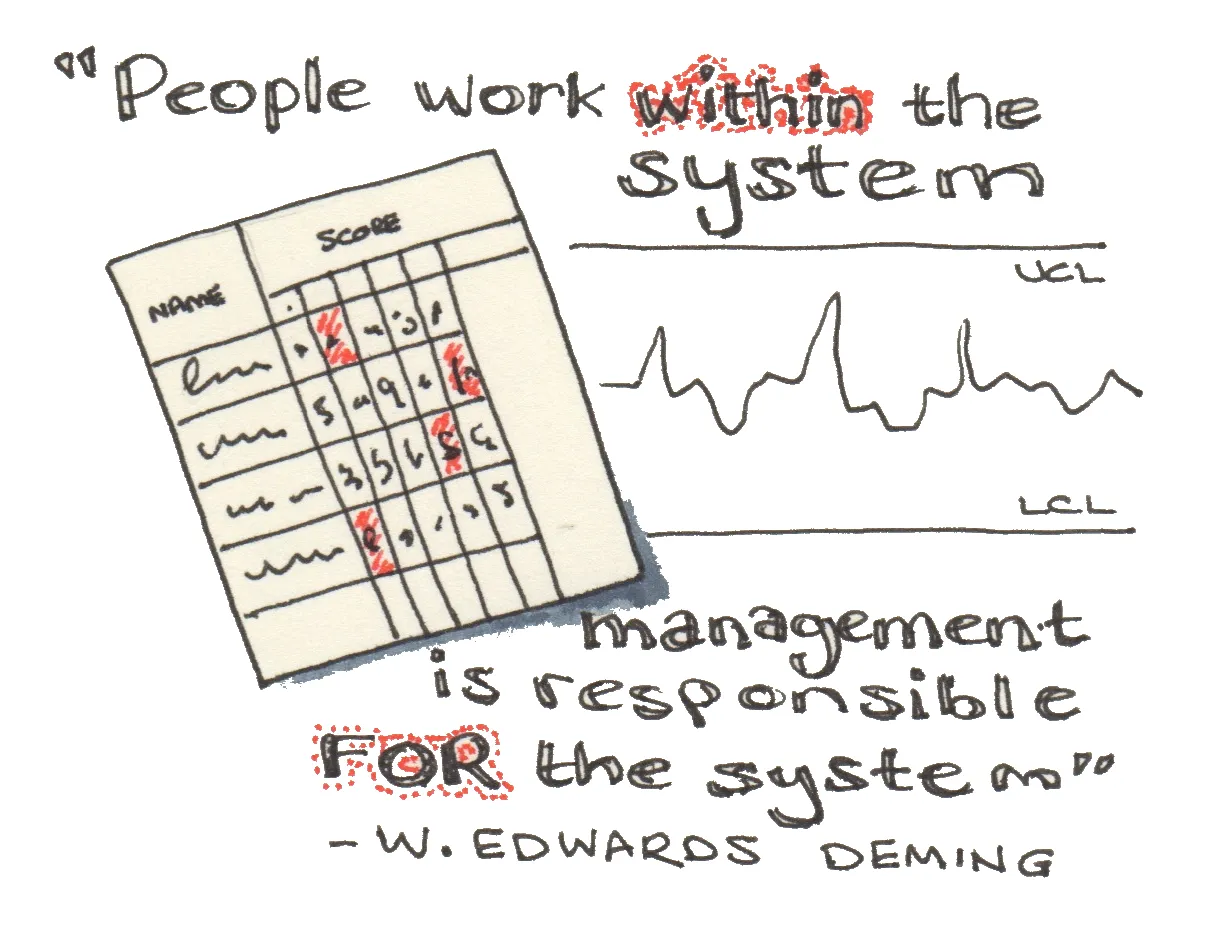 "People work within the
system
SCORE
NAME
UCL
LCL
management
is responsible
FOR the system"
- W. EDWARDS DEMING